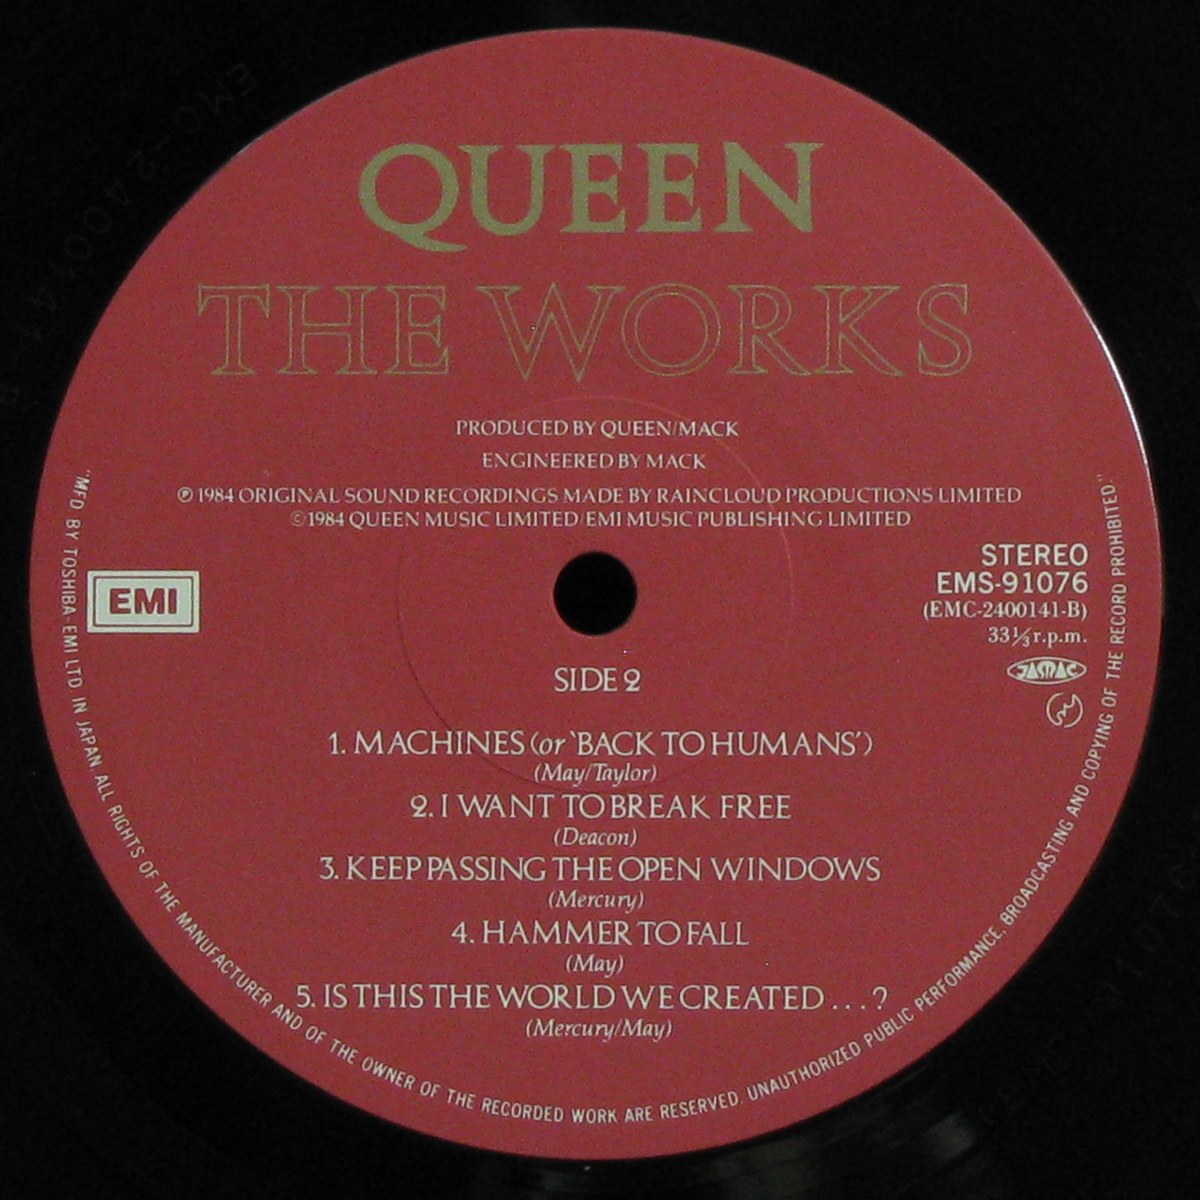 QUEEN
THE WORKS
PRODUCED BY QUEEN/MACK
ENGINEERED BY MACK
℗ 1984 ORIGINAL SOUND RECORDINGS MADE BY RAINCLOUD PRODUCTIONS LIMITED
©1984 QUEEN MUSIC LIMITED/EMI MUSIC PUBLISHING LIMITED
EMI
STEREO
EMS-91076
(EMC-2400141-B)
33⅓ r.p.m.
JASRAC
SIDE 2
1. MACHINES (or 'BACK TO HUMANS')
(May/Taylor)
2. I WANT TO BREAK FREE
(Deacon)
3. KEEP PASSING THE OPEN WINDOWS
(Mercury)
4. HAMMER TO FALL
(May)
5. IS THIS THE WORLD WE CREATED ...?
(Mercury/May)
"MFD BY TOSHIBA-EMI LTD IN JAPAN ALL RIGHTS OF THE MANUFACTURER AND OF THE OWNER OF THE RECORDED WORK ARE RESERVED. UNAUTHORIZED PUBLIC PERFORMANCE, BROADCASTING AND COPYING OF THE RECORD PROHIBITED."